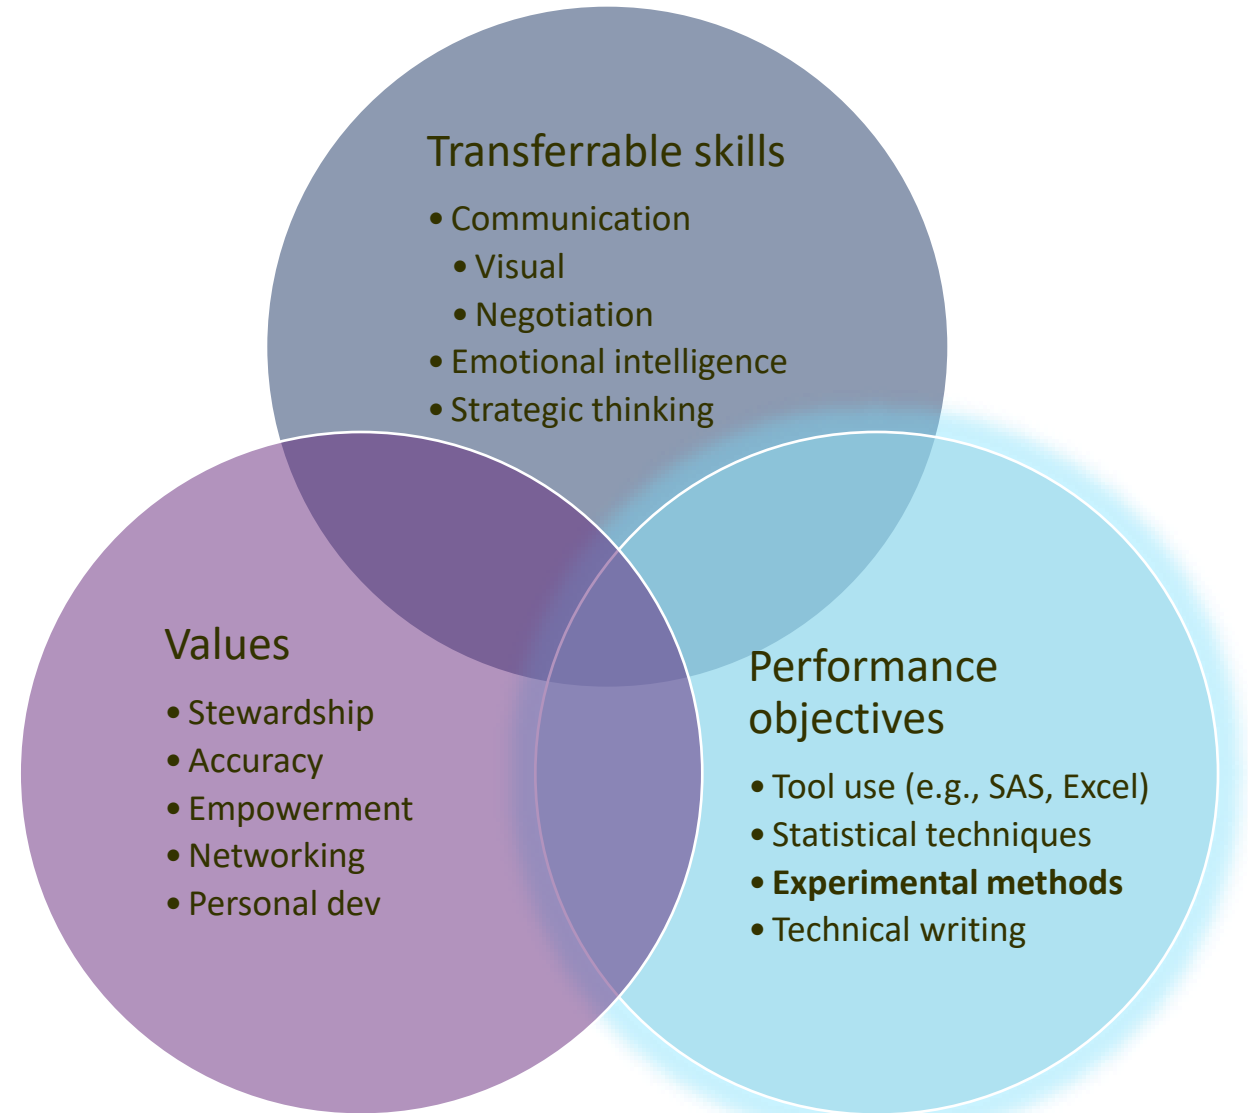 Transferrable skills
• Communication
• Visual
• Negotiation
• Emotional intelligence
• Strategic thinking
Values
• Stewardship
• Accuracy
• Empowerment
• Networking
• Personal dev
Performance
objectives
• Tool use (e.g., SAS, Excel)
• Statistical techniques
• Experimental methods
• Technical writing